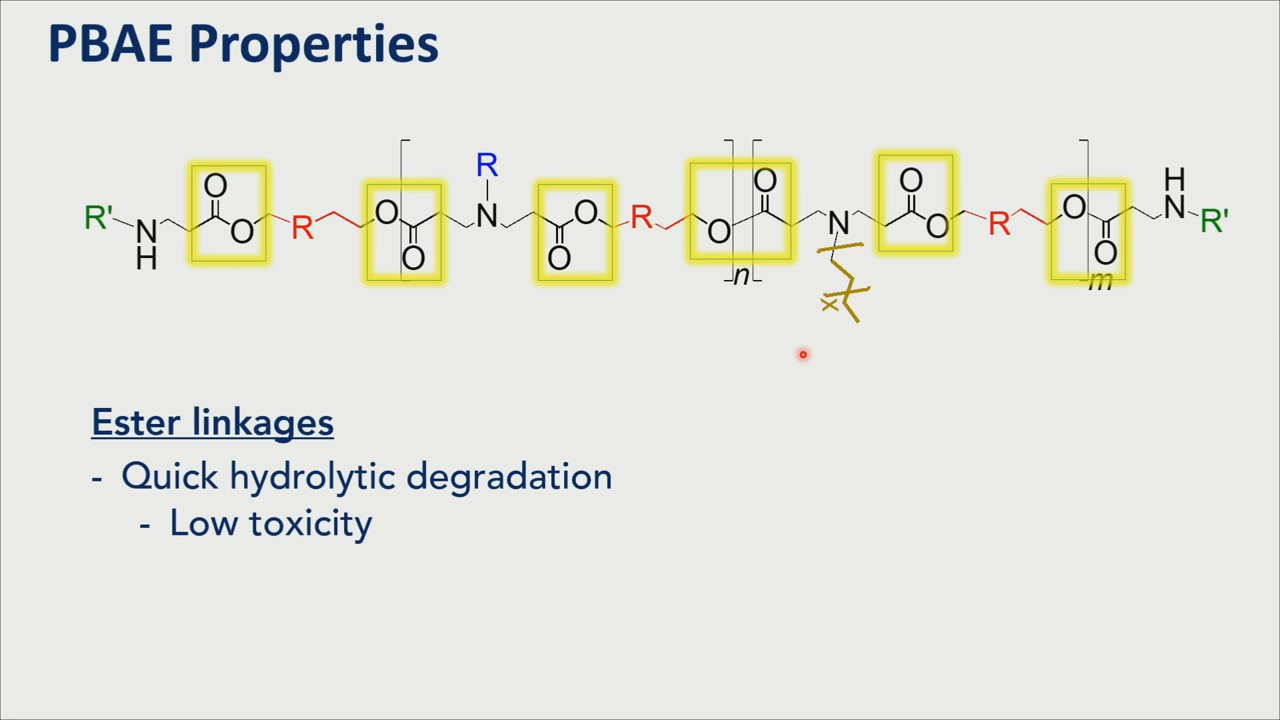 PBAE Properties
O R O O H
R' N O R O N O R O n O N O R O m N R'
H O O O
x
Ester linkages
- Quick hydrolytic degradation
- Low toxicity